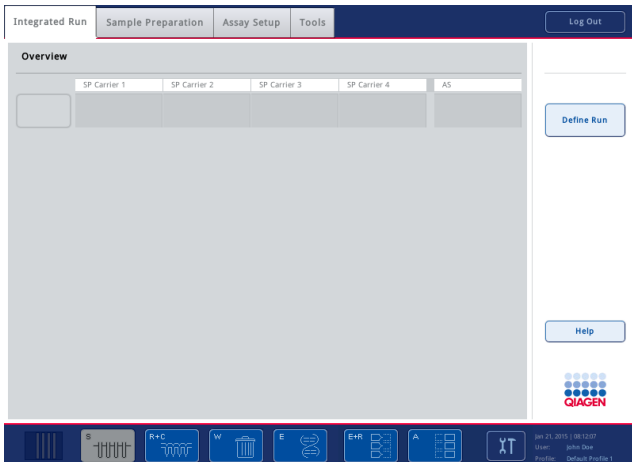 Integrated Run Sample Preparation Assay Setup Tools Log Out
Overview
SP Carrier 1 SP Carrier 2 SP Carrier 3 SP Carrier 4 AS
Define Run
Help
QIAGEN
S R+C W E E+R A
Jan 21, 2015 | 08:12:07
User: John Doe
Profile: Default Profile 1